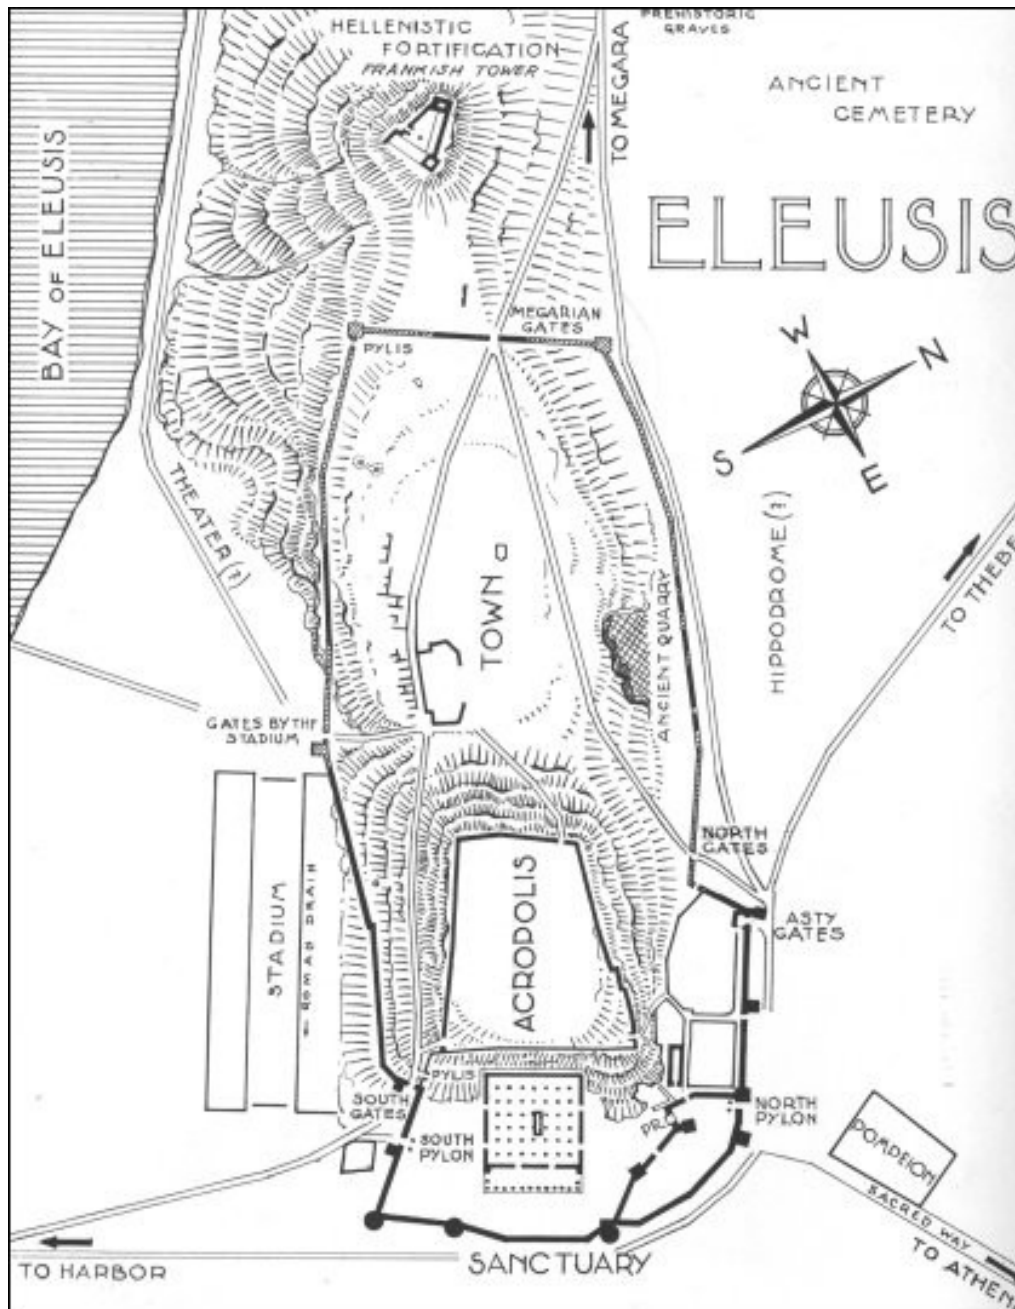 HELLENISTIC
FORTIFICATION
FRANKISH TOWER
PREHISTORIC
GRAVES
ANCIENT
CEMETERY
TO MEGARA
BAY OF ELEUSIS
ELEUSIS
MEGARIAN
GATES
PYLIS
W
N
S
E
THEATER (?)
TOWN
ANCIENT QUARRY
HIPPODROME (?)
TO THEBE
GATES BY THE
STADIUM
STADIUM
ROMAN DRAIN
ACROPOLIS
NORTH
GATES
ASTY
GATES
PYLIS
SOUTH
GATES
SOUTH
PYLON
PR.
NORTH
PYLON
POMPEION
SACRED WAY
TO ATHEN
SANCTUARY
TO HARBOR